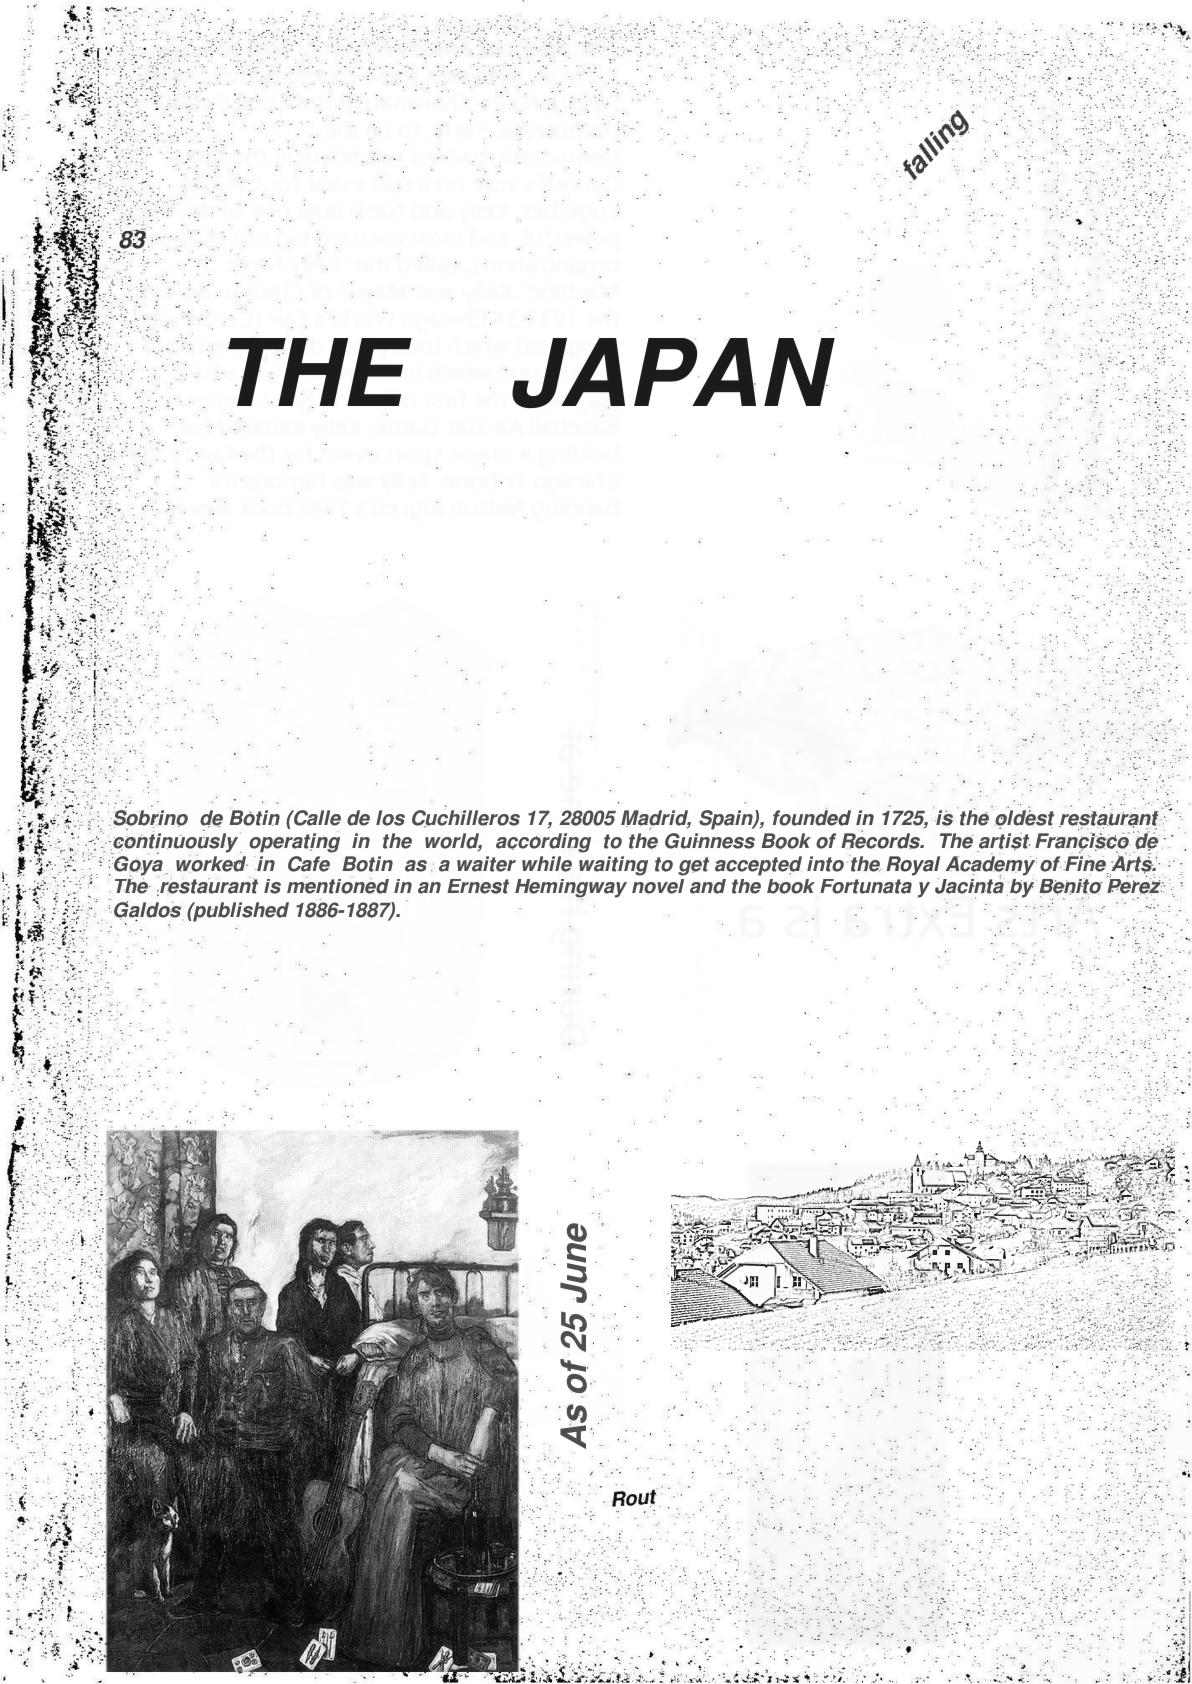 falling
83
THE JAPAN
Sobrino de Botin (Calle de los Cuchilleros 17, 28005 Madrid, Spain), founded in 1725, is the oldest restaurant
continuously operating in the world, according to the Guinness Book of Records. The artist Francisco de
Goya worked in Cafe Botin as a waiter while waiting to get accepted into the Royal Academy of Fine Arts.
The restaurant is mentioned in an Ernest Hemingway novel and the book Fortunata y Jacinta by Benito Perez
Galdos (published 1886-1887).
As of 25 June
Rout